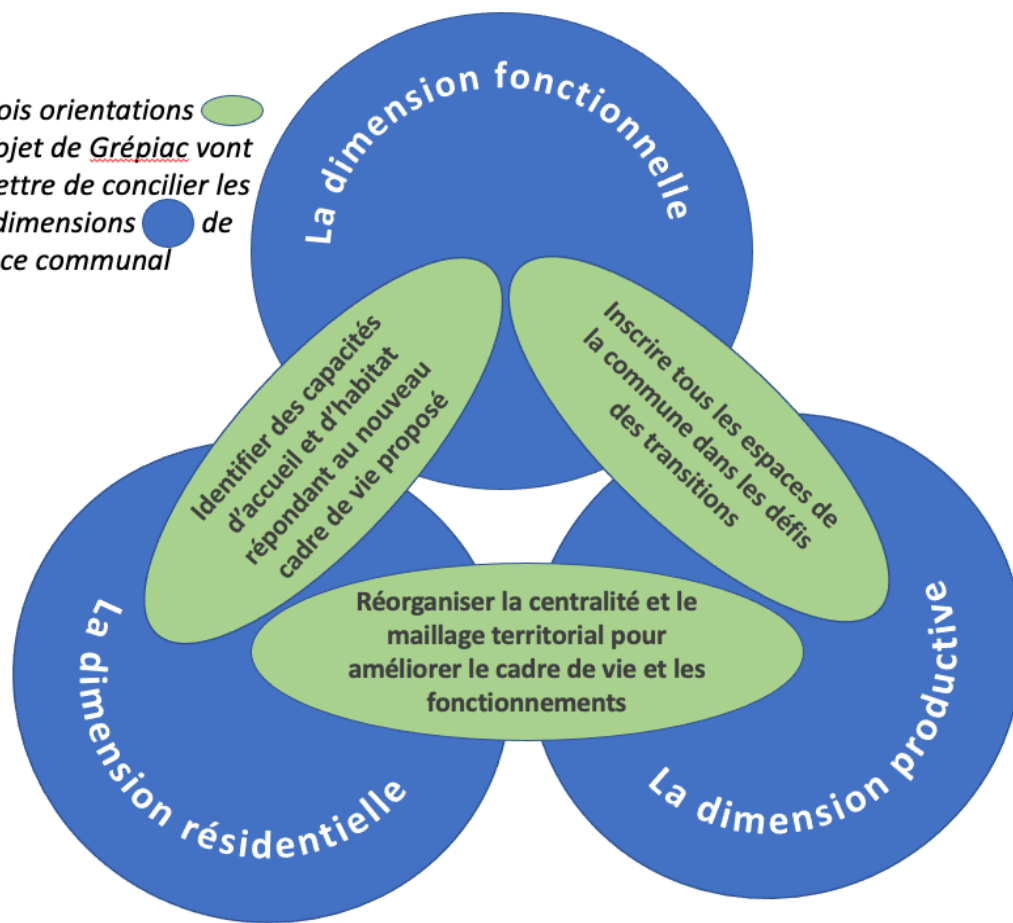 ois orientations
ojet de Grépiac vont
ettre de concilier les
dimensions de
ce communal
La dimension fonctionnelle
Identifier des capacités
d'accueil et d'habitat
répondant au nouveau
cadre de vie proposé
Inscrire tous les espaces de
la commune dans les défis
des transitions
Réorganiser la centralité et le
maillage territorial pour
améliorer le cadre de vie et les
fonctionnements
La dimension résidentielle
La dimension productive